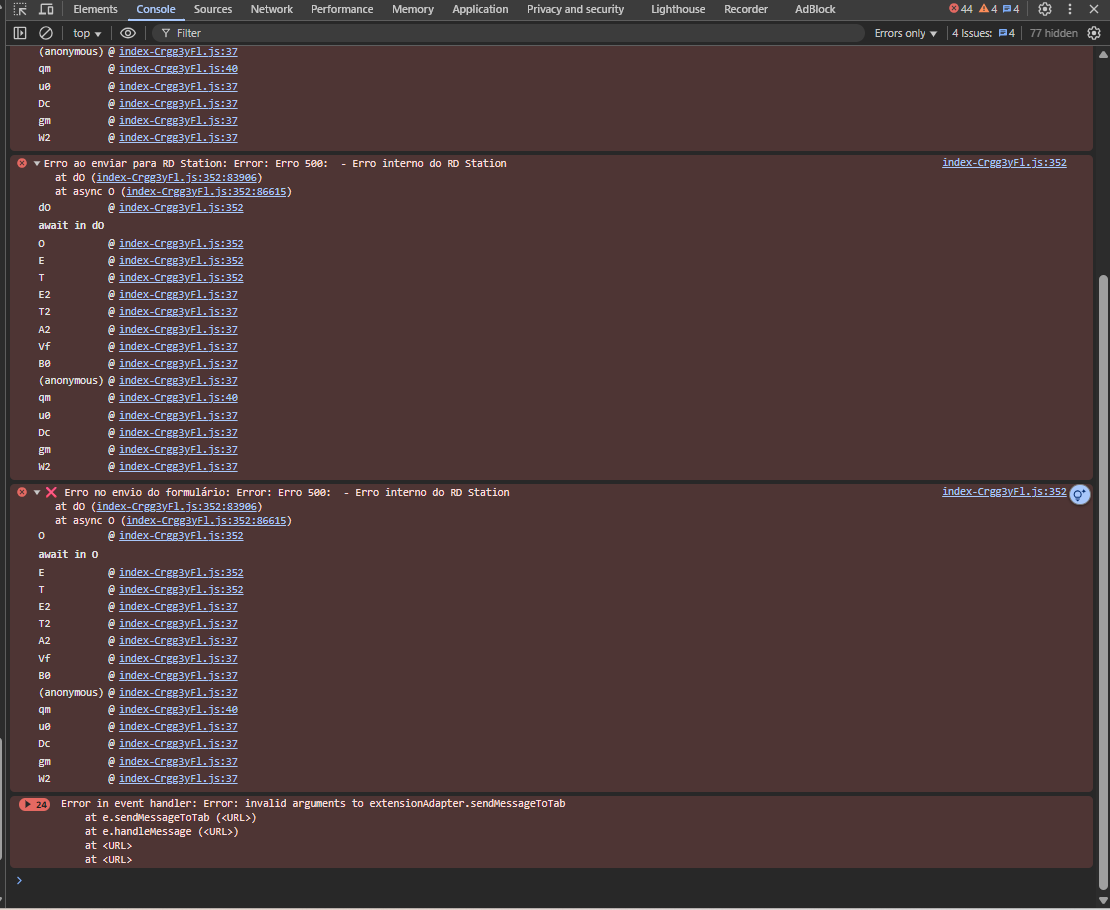 Elements Console Sources Network Performance Memory Application Privacy and security Lighthouse Recorder AdBlock 44 4 4
top Filter Errors only 4 Issues: 4 77 hidden
(anonymous) @ index-Crgg3yFl.js:37
qm @ index-Crgg3yFl.js:40
u0 @ index-Crgg3yFl.js:37
Dc @ index-Crgg3yFl.js:37
gm @ index-Crgg3yFl.js:37
W2 @ index-Crgg3yFl.js:37
Erro ao enviar para RD Station: Error: Erro 500:  - Erro interno do RD Station index-Crgg3yFl.js:352
at dO (index-Crgg3yFl.js:352:83906)
at async O (index-Crgg3yFl.js:352:86615)
dO @ index-Crgg3yFl.js:352
await in dO
O @ index-Crgg3yFl.js:352
E @ index-Crgg3yFl.js:352
T @ index-Crgg3yFl.js:352
E2 @ index-Crgg3yFl.js:37
T2 @ index-Crgg3yFl.js:37
A2 @ index-Crgg3yFl.js:37
Vf @ index-Crgg3yFl.js:37
B0 @ index-Crgg3yFl.js:37
(anonymous) @ index-Crgg3yFl.js:37
qm @ index-Crgg3yFl.js:40
u0 @ index-Crgg3yFl.js:37
Dc @ index-Crgg3yFl.js:37
gm @ index-Crgg3yFl.js:37
W2 @ index-Crgg3yFl.js:37
❌ Erro no envio do formulário: Error: Erro 500:  - Erro interno do RD Station index-Crgg3yFl.js:352
at dO (index-Crgg3yFl.js:352:83906)
at async O (index-Crgg3yFl.js:352:86615)
O @ index-Crgg3yFl.js:352
await in O
E @ index-Crgg3yFl.js:352
T @ index-Crgg3yFl.js:352
E2 @ index-Crgg3yFl.js:37
T2 @ index-Crgg3yFl.js:37
A2 @ index-Crgg3yFl.js:37
Vf @ index-Crgg3yFl.js:37
B0 @ index-Crgg3yFl.js:37
(anonymous) @ index-Crgg3yFl.js:37
qm @ index-Crgg3yFl.js:40
u0 @ index-Crgg3yFl.js:37
Dc @ index-Crgg3yFl.js:37
gm @ index-Crgg3yFl.js:37
W2 @ index-Crgg3yFl.js:37
24 Error in event handler: Error: invalid arguments to extensionAdapter.sendMessageToTab
at e.sendMessageToTab (<URL>)
at e.handleMessage (<URL>)
at <URL>
at <URL>